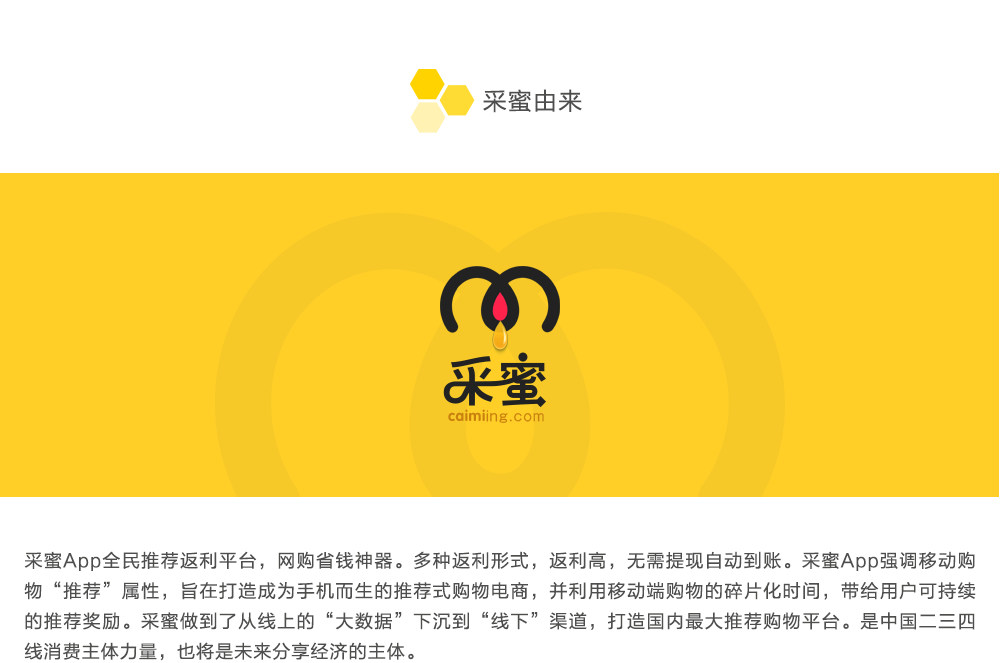 采蜜由来
采蜜
caimiing.com
采蜜App全民推荐返利平台，网购省钱神器。多种返利形式，返利高，无需提现自动到账。采蜜App强调移动购
物“推荐”属性，旨在打造成为手机而生的推荐式购物电商，并利用移动端购物的碎片化时间，带给用户可持续
的推荐奖励。采蜜做到了从线上的“大数据”下沉到“线下”渠道，打造国内最大推荐购物平台。是中国二三四
线消费主体力量，也将是未来分享经济的主体。